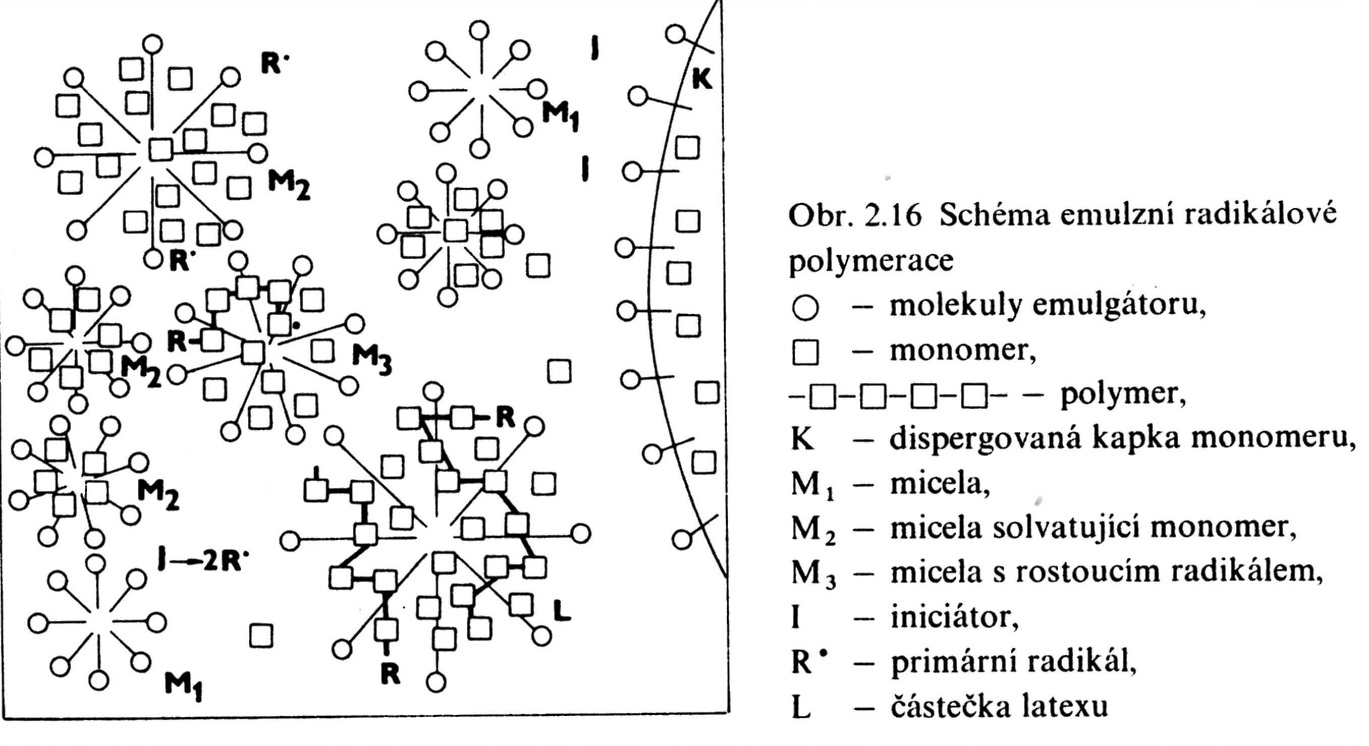 R·
I
K
M₁
I
M₂
R·
R
M₂
M₃
R
M₂
I→2R·
L
R
M₁
Obr. 2.16 Schéma emulzní radikálové
polymerace
○ – molekuly emulgátoru,
□ – monomer,
–□–□–□–□– – polymer,
K – dispergovaná kapka monomeru,
M₁ – micela,
M₂ – micela solvatující monomer,
M₃ – micela s rostoucím radikálem,
I – iniciátor,
R• – primární radikál,
L – částečka latexu